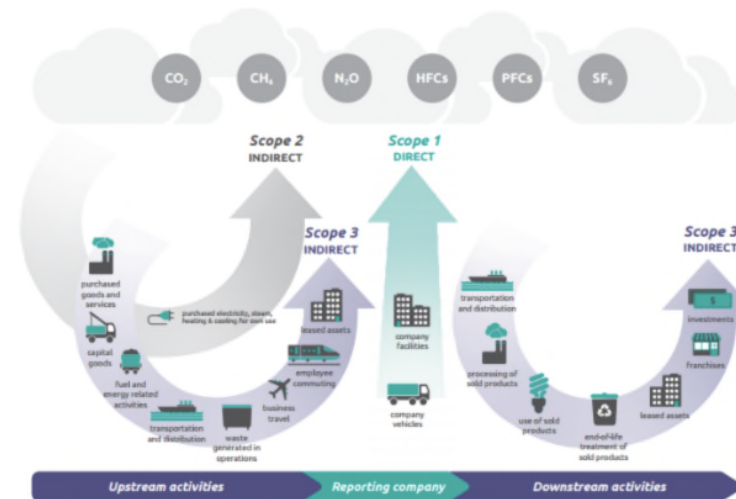 CO₂
CH₄
N₂O
HFCs
PFCs
SF₆
Scope 2
INDIRECT
Scope 1
DIRECT
Scope 3
INDIRECT
Scope 3
INDIRECT
purchased
goods and
services
capital
goods
fuel and
energy related
activities
transportation
and distribution
waste
generated in
operations
business
travel
employee
commuting
leased assets
purchased electricity, steam,
heating & cooling for own use
company
facilities
company
vehicles
transportation
and distribution
processing of
sold products
use of sold
products
end-of-life
treatment of
sold products
leased assets
franchises
investments
$
Upstream activities
Reporting company
Downstream activities